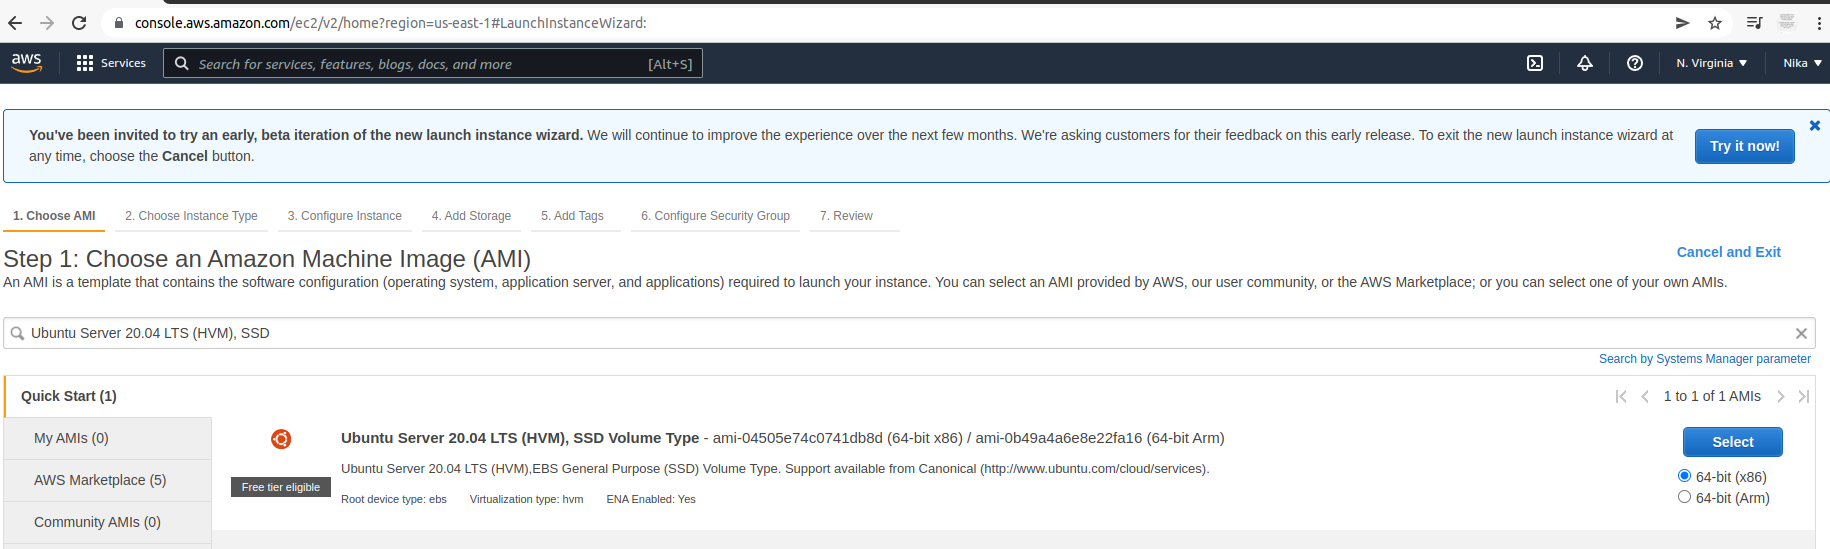 console.aws.amazon.com/ec2/v2/home?region=us-east-1#LaunchInstanceWizard:
aws Services Search for services, features, blogs, docs, and more [Alt+S] N. Virginia Nika
You've been invited to try an early, beta iteration of the new launch instance wizard. We will continue to improve the experience over the next few months. We're asking customers for their feedback on this early release. To exit the new launch instance wizard at
any time, choose the Cancel button.
Try it now!
1. Choose AMI 2. Choose Instance Type 3. Configure Instance 4. Add Storage 5. Add Tags 6. Configure Security Group 7. Review
Step 1: Choose an Amazon Machine Image (AMI)
Cancel and Exit
An AMI is a template that contains the software configuration (operating system, application server, and applications) required to launch your instance. You can select an AMI provided by AWS, our user community, or the AWS Marketplace; or you can select one of your own AMIs.
Ubuntu Server 20.04 LTS (HVM), SSD
Search by Systems Manager parameter
Quick Start (1)
1 to 1 of 1 AMIs
My AMIs (0)
AWS Marketplace (5)
Community AMIs (0)
Ubuntu Server 20.04 LTS (HVM), SSD Volume Type - ami-04505e74c0741db8d (64-bit x86) / ami-0b49a4a6e8e22fa16 (64-bit Arm)
Ubuntu Server 20.04 LTS (HVM),EBS General Purpose (SSD) Volume Type. Support available from Canonical (http://www.ubuntu.com/cloud/services).
Free tier eligible
Root device type: ebs Virtualization type: hvm ENA Enabled: Yes
Select
64-bit (x86)
64-bit (Arm)